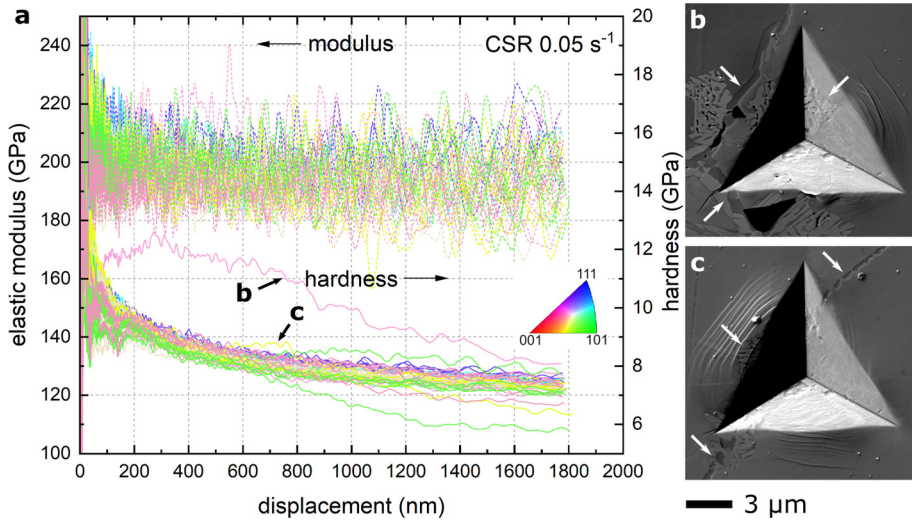 a
240
220
200
180
160
140
120
100
elastic modulus (GPa)
modulus
CSR 0.05 s⁻¹
hardness
b
c
111
001
101
20
18
16
14
12
10
8
6
hardness (GPa)
0
200
400
600
800
1000
1200
1400
1600
1800
2000
displacement (nm)
b
c
3 μm